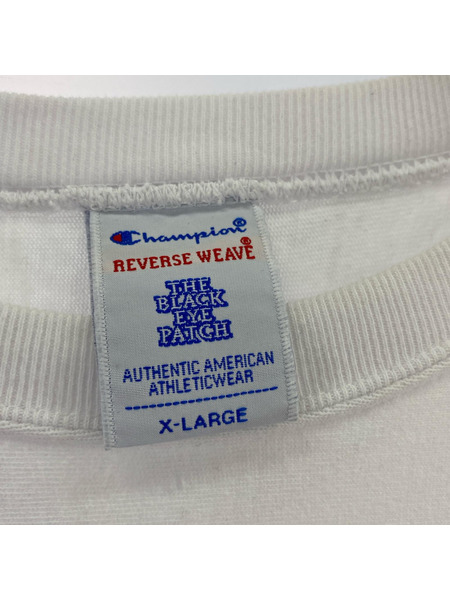 Champion®
REVERSE WEAVE®
THE
BLACK
EYE
PATCH
AUTHENTIC AMERICAN
ATHLETICWEAR
X-LARGE